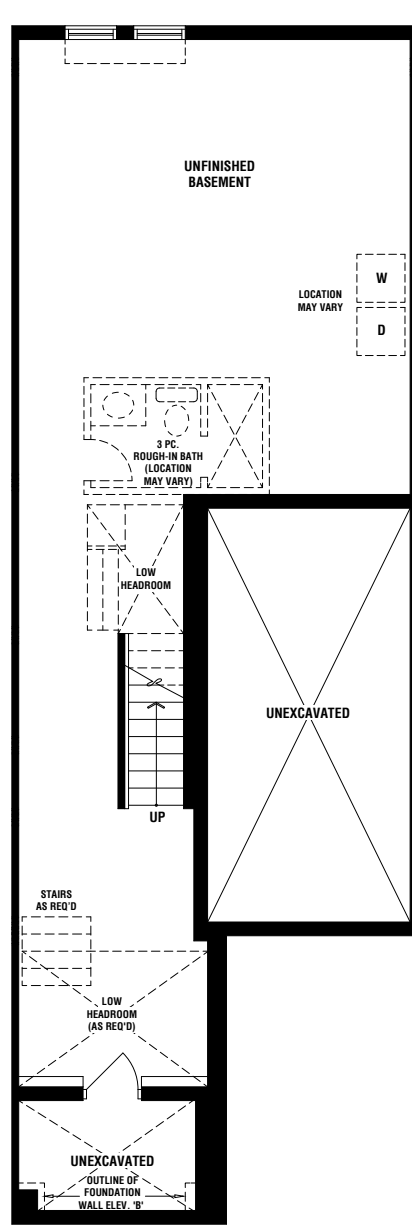 UNFINISHED
BASEMENT
W
LOCATION
MAY VARY
D
3 PC.
ROUGH-IN BATH
(LOCATION
MAY VARY)
LOW
HEADROOM
UNEXCAVATED
UP
STAIRS
AS REQ'D
LOW
HEADROOM
(AS REQ'D)
UNEXCAVATED
OUTLINE OF
FOUNDATION
WALL ELEV. 'B'